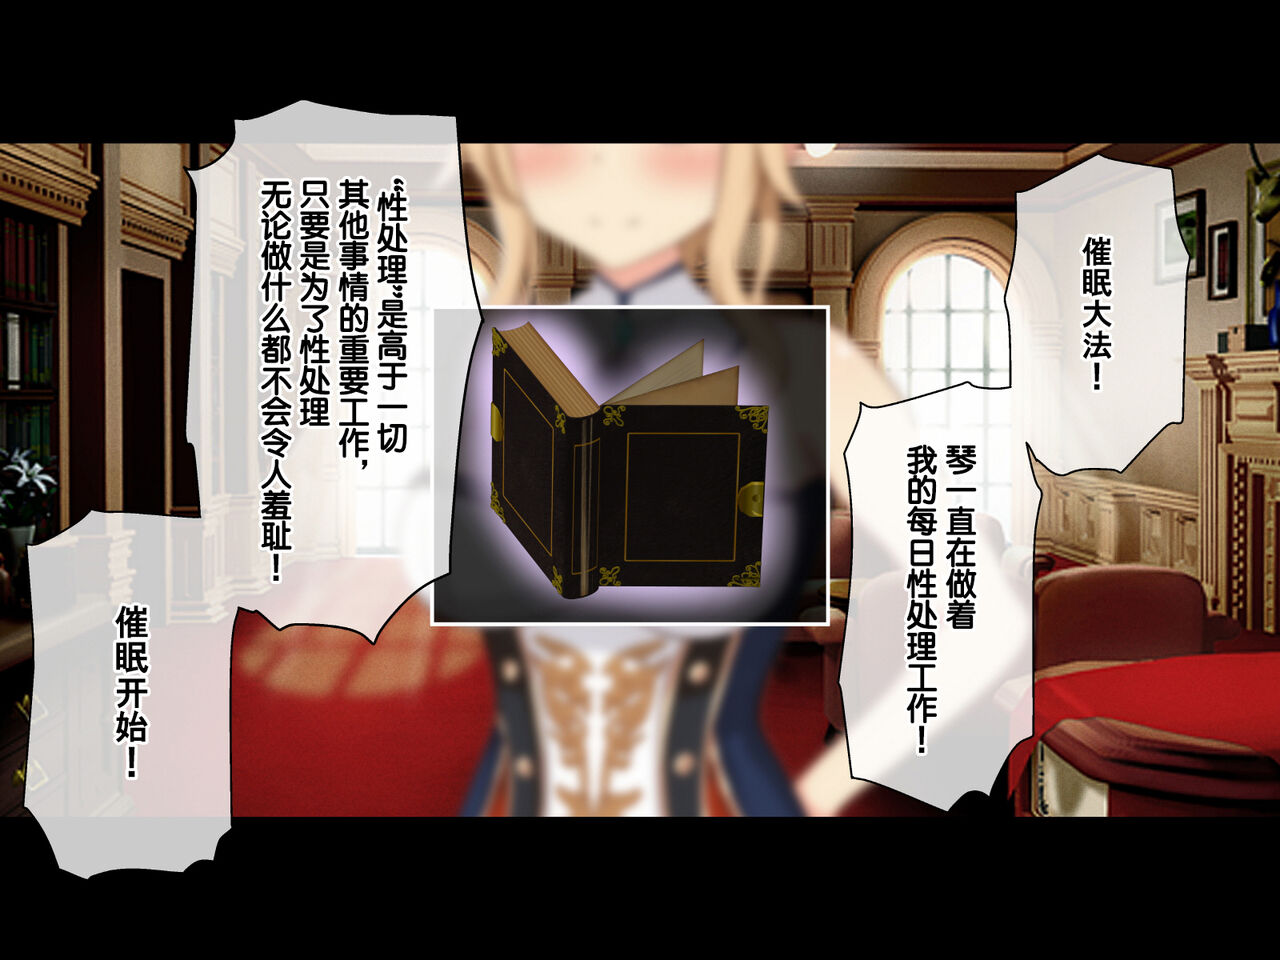 催眠大法！
琴一直在做着
我的每日性处理工作！
“性处理”是高于一切
其他事情的重要工作，
只要是为了性处理
无论做什么都不会令人羞耻！
催眠开始！